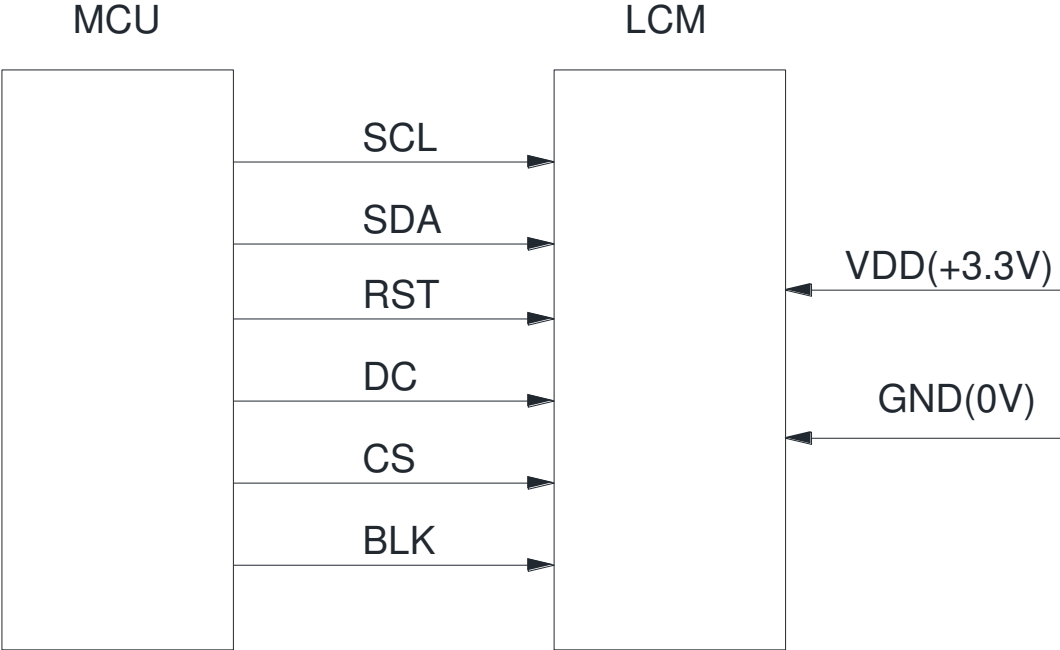 MCU
LCM
SCL
SDA
RST
DC
CS
BLK
VDD(+3.3V)
GND(0V)